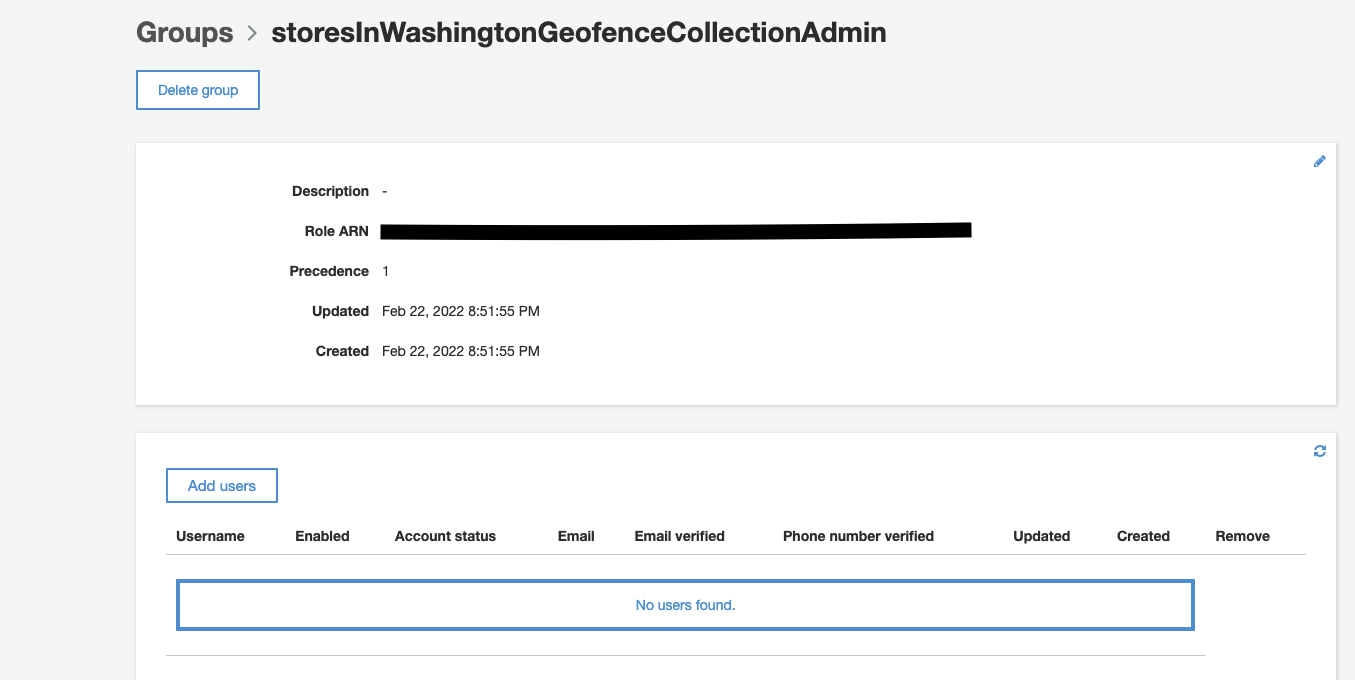 Groups > storesInWashingtonGeofenceCollectionAdmin
Delete group
Description -
Role ARN
Precedence 1
Updated Feb 22, 2022 8:51:55 PM
Created Feb 22, 2022 8:51:55 PM
Add users
Username Enabled Account status Email Email verified Phone number verified Updated Created Remove
No users found.